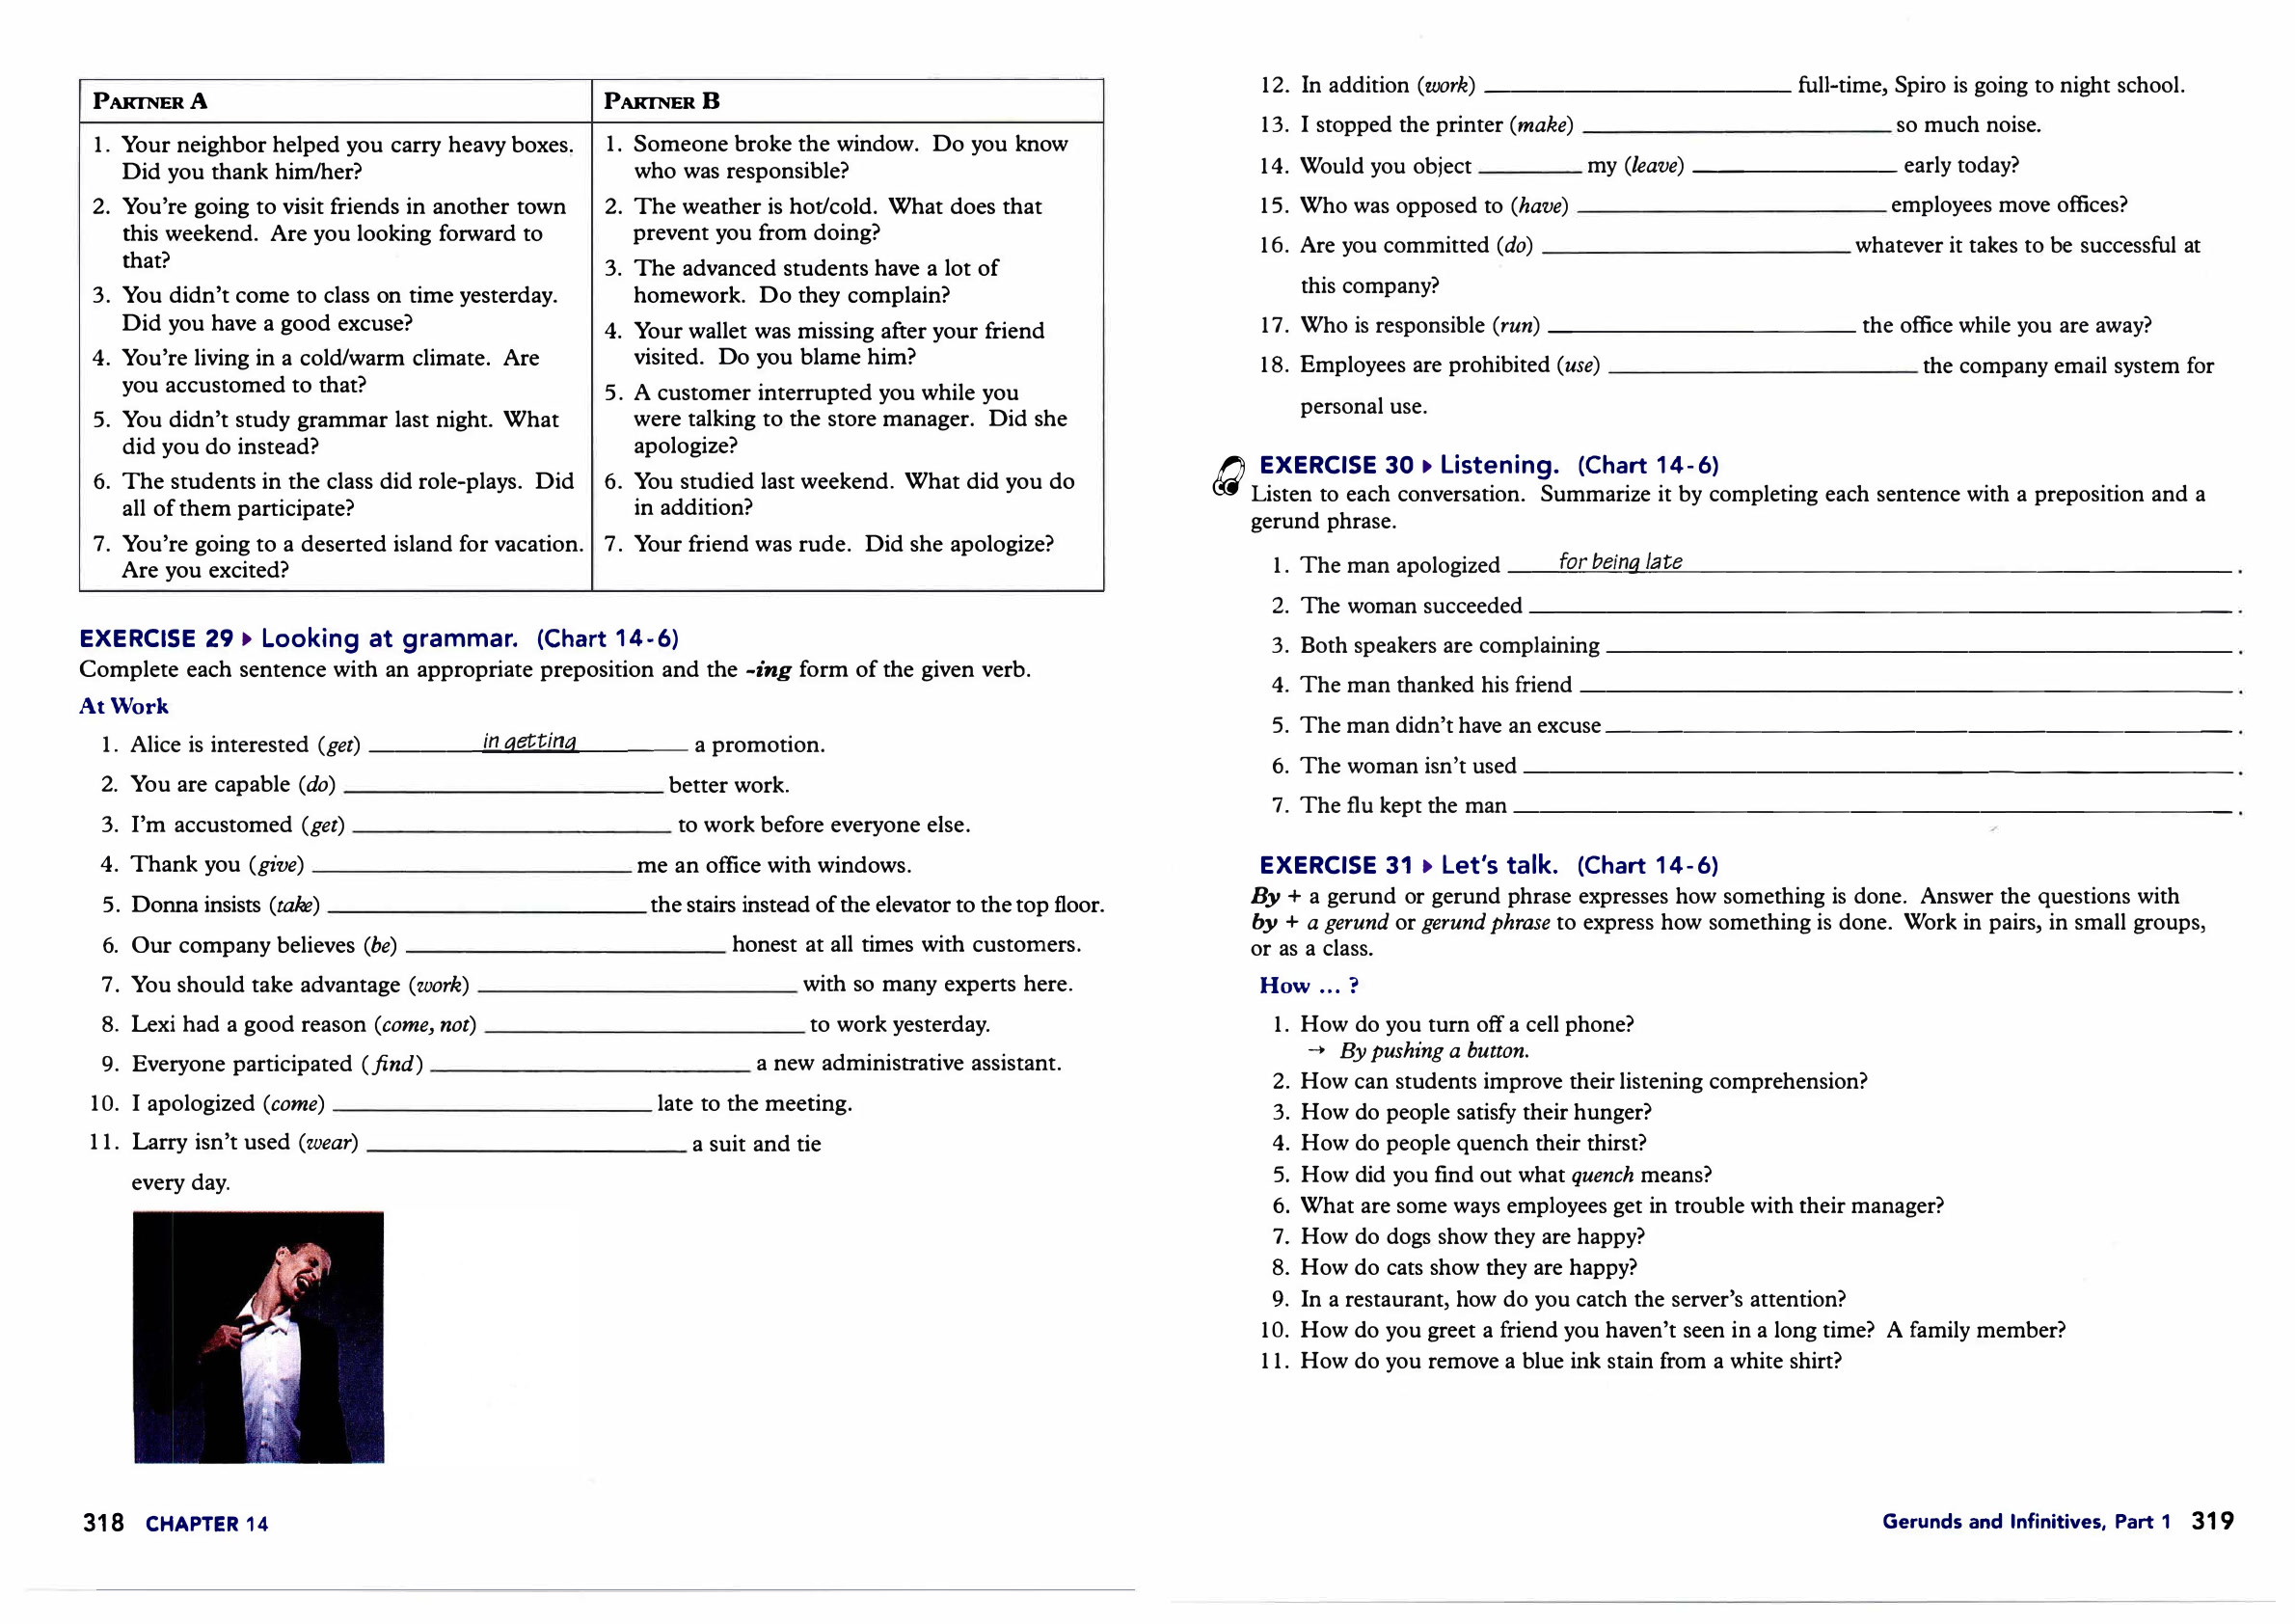 PARTNER A
1. Your neighbor helped you carry heavy boxes.
Did you thank him/her?
2. You're going to visit friends in another town
this weekend. Are you looking forward to
that?
3. You didn't come to class on time yesterday.
Did you have a good excuse?
4. You're living in a cold/warm climate. Are
you accustomed to that?
5. You didn't study grammar last night. What
did you do instead?
6. The students in the class did role-plays. Did
all of them participate?
7. You're going to a deserted island for vacation.
Are you excited?
PARTNER B
1. Someone broke the window. Do you know
who was responsible?
2. The weather is hot/cold. What does that
prevent you from doing?
3. The advanced students have a lot of
homework. Do they complain?
4. Your wallet was missing after your friend
visited. Do you blame him?
5. A customer interrupted you while you
were talking to the store manager. Did she
apologize?
6. You studied last weekend. What did you do
in addition?
7. Your friend was rude. Did she apologize?
EXERCISE 29 ▸ Looking at grammar. (Chart 14-6)
Complete each sentence with an appropriate preposition and the -ing form of the given verb.
At Work
1. Alice is interested (get) in getting a promotion.
2. You are capable (do) ____ better work.
3. I'm accustomed (get) ____ to work before everyone else.
4. Thank you (give) ____ me an office with windows.
5. Donna insists (take) ____ the stairs instead of the elevator to the top floor.
6. Our company believes (be) ____ honest at all times with customers.
7. You should take advantage (work) ____ with so many experts here.
8. Lexi had a good reason (come, not) ____ to work yesterday.
9. Everyone participated (find) ____ a new administrative assistant.
10. I apologized (come) ____ late to the meeting.
11. Larry isn't used (wear) ____ a suit and tie
every day.
318 CHAPTER 14
12. In addition (work) ____ full-time, Spiro is going to night school.
13. I stopped the printer (make) ____ so much noise.
14. Would you object ____ my (leave) ____ early today?
15. Who was opposed to (have) ____ employees move offices?
16. Are you committed (do) ____ whatever it takes to be successful at
this company?
17. Who is responsible (run) ____ the office while you are away?
18. Employees are prohibited (use) ____ the company email system for
personal use.
EXERCISE 30 ▸ Listening. (Chart 14-6)
Listen to each conversation. Summarize it by completing each sentence with a preposition and a
gerund phrase.
1. The man apologized for being late.
2. The woman succeeded ____.
3. Both speakers are complaining ____.
4. The man thanked his friend ____.
5. The man didn't have an excuse ____.
6. The woman isn't used ____.
7. The flu kept the man ____.
EXERCISE 31 ▸ Let's talk. (Chart 14-6)
By + a gerund or gerund phrase expresses how something is done. Answer the questions with
by + a gerund or gerund phrase to express how something is done. Work in pairs, in small groups,
or as a class.
How ... ?
1. How do you turn off a cell phone?
→ By pushing a button.
2. How can students improve their listening comprehension?
3. How do people satisfy their hunger?
4. How do people quench their thirst?
5. How did you find out what quench means?
6. What are some ways employees get in trouble with their manager?
7. How do dogs show they are happy?
8. How do cats show they are happy?
9. In a restaurant, how do you catch the server's attention?
10. How do you greet a friend you haven't seen in a long time? A family member?
11. How do you remove a blue ink stain from a white shirt?
Gerunds and Infinitives, Part 1 319